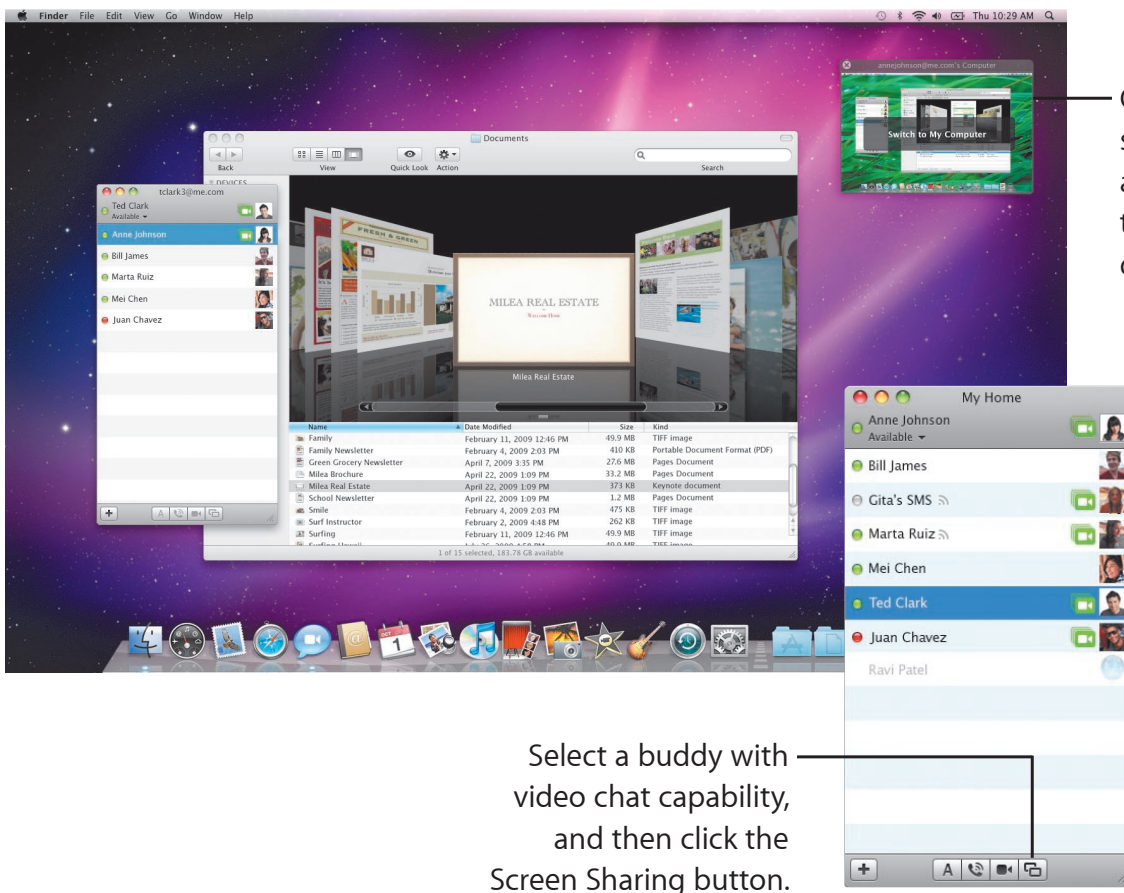 Finder File Edit View Go Window Help
Thu 10:29 AM
annejohnson@me.com's Computer
Switch to My Computer
Documents
Back View Quick Look Action Search
DEVICES
tclark3@me.com
Ted Clark
Available
Anne Johnson
Bill James
Marta Ruiz
Mei Chen
Juan Chavez
FRESH & GREEN
MILEA REAL ESTATE
WELCOME HOME
Milea Real Estate
Name Date Modified Size Kind
Family February 11, 2009 12:46 PM 49.9 MB TIFF image
Family Newsletter February 4, 2009 2:03 PM 410 KB Portable Document Format (PDF)
Green Grocery Newsletter April 7, 2009 3:35 PM 27.6 MB Pages Document
Milea Brochure April 22, 2009 1:09 PM 33.2 MB Pages Document
Milea Real Estate April 22, 2009 1:09 PM 373 KB Keynote document
School Newsletter April 22, 2009 1:09 PM 1.2 MB Pages Document
Smile February 4, 2009 2:03 PM 475 KB TIFF image
Surf Instructor February 2, 2009 4:48 PM 262 KB TIFF image
Surfing February 11, 2009 12:46 PM 49.9 MB TIFF image
1 of 15 selected, 183.78 GB available
OCT
1
My Home
Anne Johnson
Available
Bill James
Gita's SMS
Marta Ruiz
Mei Chen
Ted Clark
Juan Chavez
Ravi Patel
A
Select a buddy with
video chat capability,
and then click the
Screen Sharing button.